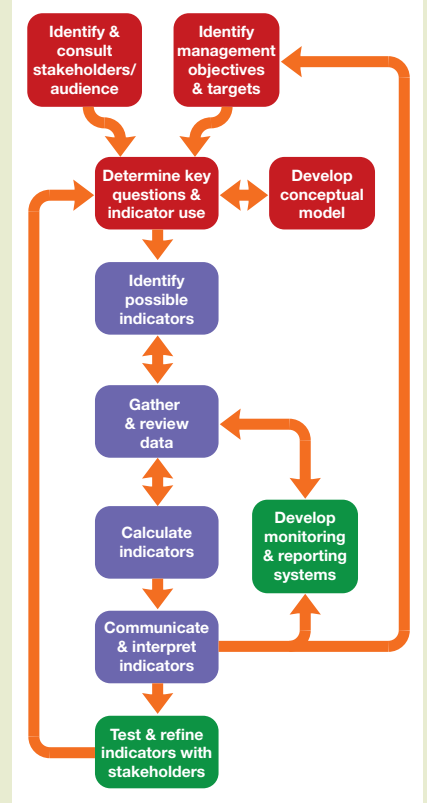 Identify &
consult
stakeholders/
audience
Identify
management
objectives
& targets
Determine key
questions &
indicator use
Develop
conceptual
model
Identify
possible
indicators
Gather
& review
data
Calculate
indicators
Develop
monitoring
& reporting
systems
Communicate
& interpret
indicators
Test & refine
indicators with
stakeholders